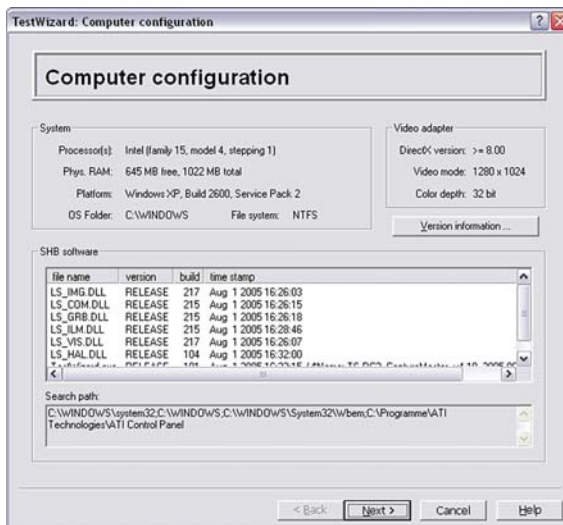 TestWizard: Computer configuration
Computer configuration
System
Processor(s): Intel (family 15, model 4, stepping 1)
Phys. RAM: 645 MB free, 1022 MB total
Platform: Windows XP, Build 2600, Service Pack 2
OS Folder: C:\WINDOWS File system: NTFS
Video adapter
DirectX version: >= 8.00
Video mode: 1280 x 1024
Color depth: 32 bit
Version information ...
SHB software
file name version build time stamp
LS_IMG.DLL RELEASE 217 Aug 1 2005 16:26:03
LS_COM.DLL RELEASE 215 Aug 1 2005 16:26:15
LS_GRB.DLL RELEASE 215 Aug 1 2005 16:26:18
LS_ILM.DLL RELEASE 215 Aug 1 2005 16:28:46
LS_VIS.DLL RELEASE 217 Aug 1 2005 16:26:07
LS_HAL.DLL RELEASE 104 Aug 1 2005 16:32:00
Search path:
C:\WINDOWS\system32;C:\WINDOWS;C:\WINDOWS\System32\Wbem;C:\Programme\ATI
Technologies\ATI Control Panel
< Back Next > Cancel Help